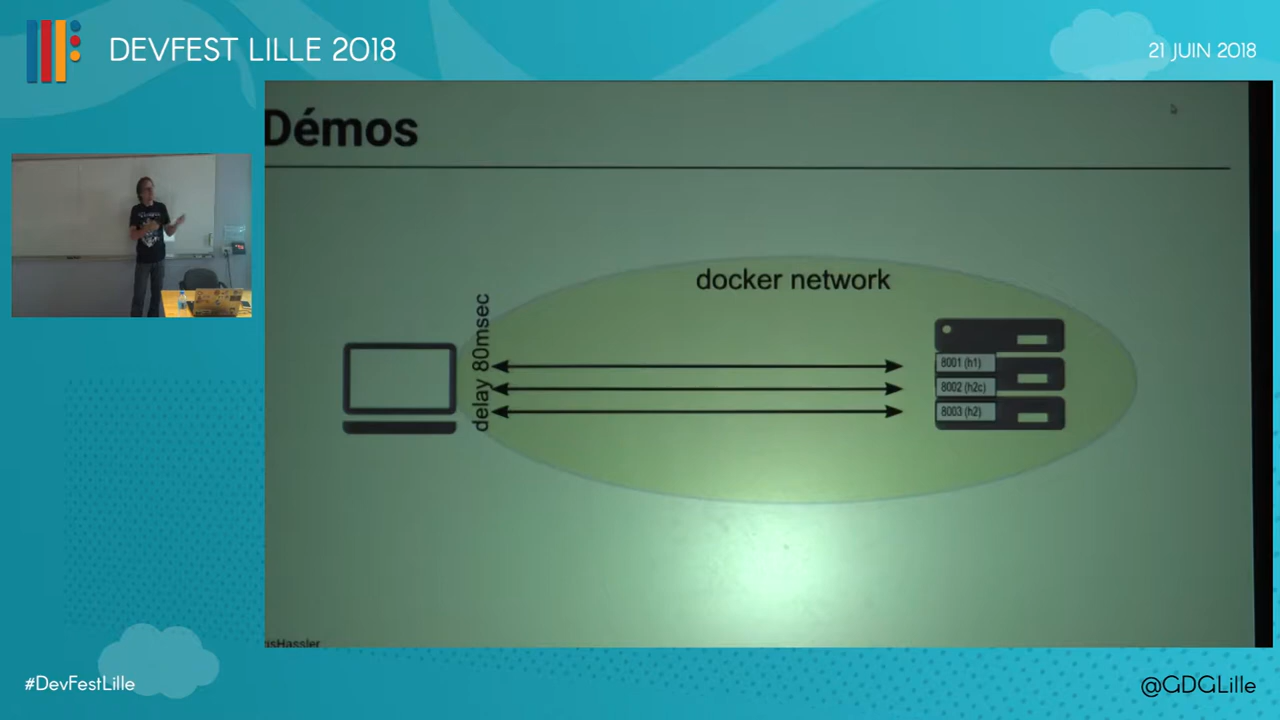 DEVFEST LILLE 2018
21 JUIN 2018
Démos
docker network
delay 80msec
8001 (h1)
8002 (h2c)
8003 (h2)
isHassler
#DevFestLille
@GDGLille